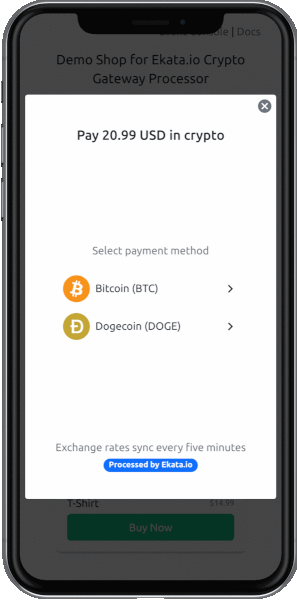 Console | Docs
Demo Shop for Ekata.io Crypto
Gateway Processor
Pay 20.99 USD in crypto
Select payment method
Bitcoin (BTC)
Dogecoin (DOGE)
Exchange rates sync every five minutes
Processed by Ekata.io
T-Shirt $14.99
Buy Now